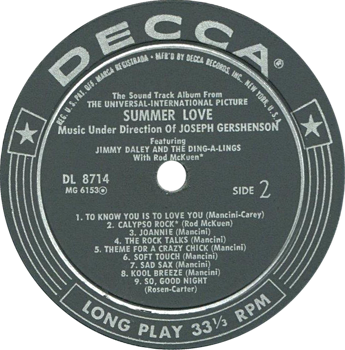 DECCA®
REG. U.S. PAT. OFF. MARCA REGISTRADA • MF'R'D BY DECCA RECORDS, INC., NEW YORK, U.S.A.
The Sound Track Album From
THE UNIVERSAL-INTERNATIONAL PICTURE
SUMMER LOVE
Music Under Direction Of JOSEPH GERSHENSON
Featuring
JIMMY DALEY AND THE DING-A-LINGS
With Rod McKuen*
DL 8714
MG 6153
SIDE 2
1. TO KNOW YOU IS TO LOVE YOU (Mancini-Carey)
2. CALYPSO ROCK* (Rod McKuen)
3. JOANNIE (Mancini)
4. THE ROCK TALKS (Mancini)
5. THEME FOR A CRAZY CHICK (Mancini)
6. SOFT TOUCH (Mancini)
7. SAD SAX (Mancini)
8. KOOL BREEZE (Mancini)
9. SO, GOOD NIGHT
(Rosen-Carter)
LONG PLAY 33⅓ RPM